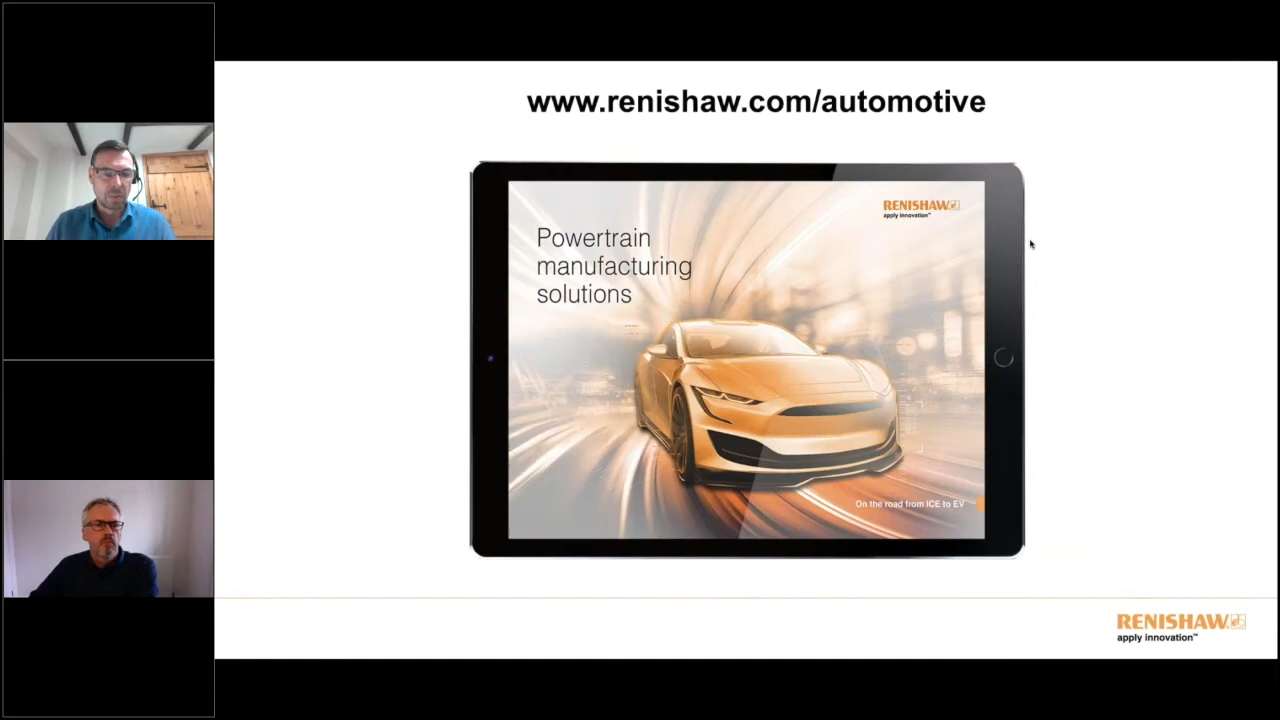 www.renishaw.com/automotive
RENISHAW
apply innovation™
Powertrain
manufacturing
solutions
On the road from ICE to EV
RENISHAW
apply innovation™